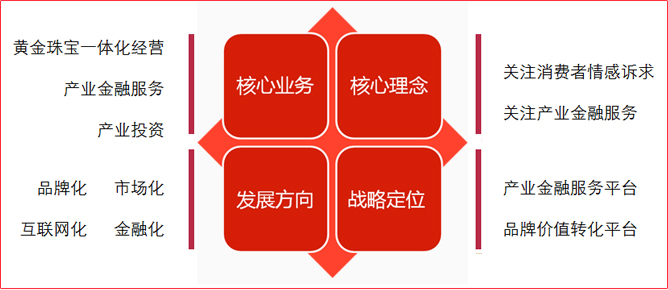 黄金珠宝一体化经营
产业金融服务
产业投资
核心业务
核心理念
关注消费者情感诉求
关注产业金融服务
品牌化 市场化
互联网化 金融化
发展方向
战略定位
产业金融服务平台
品牌价值转化平台